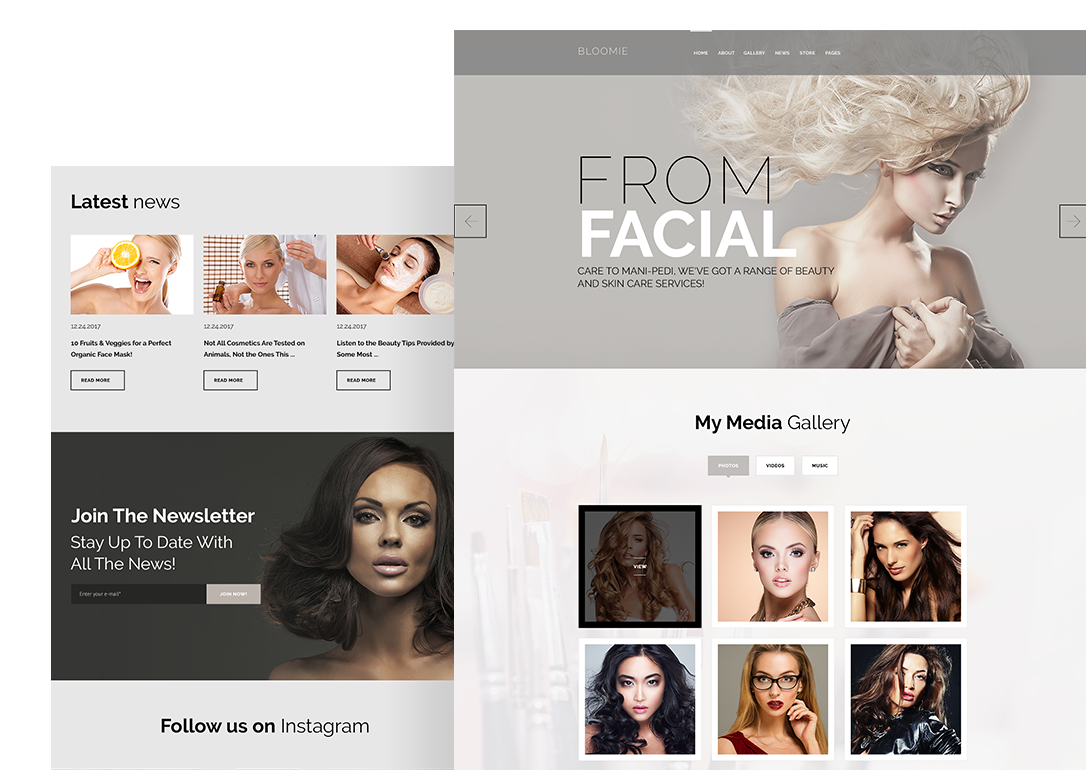 BLOOMIE
HOME ABOUT GALLERY NEWS STORE PAGES
FROM
FACIAL
CARE TO MANI-PEDI, WE'VE GOT A RANGE OF BEAUTY
AND SKIN CARE SERVICES!
Latest news
12.24.2017
10 Fruits & Veggies for a Perfect
Organic Face Mask!
READ MORE
12.24.2017
Not All Cosmetics Are Tested on
Animals, Not the Ones This ...
READ MORE
12.24.2017
Listen to the Beauty Tips Provided by
Some Most ...
READ MORE
Join The Newsletter
Stay Up To Date With
All The News!
Enter your e-mail*
JOIN NOW!
Follow us on Instagram
My Media Gallery
PHOTOS VIDEOS MUSIC
VIEW